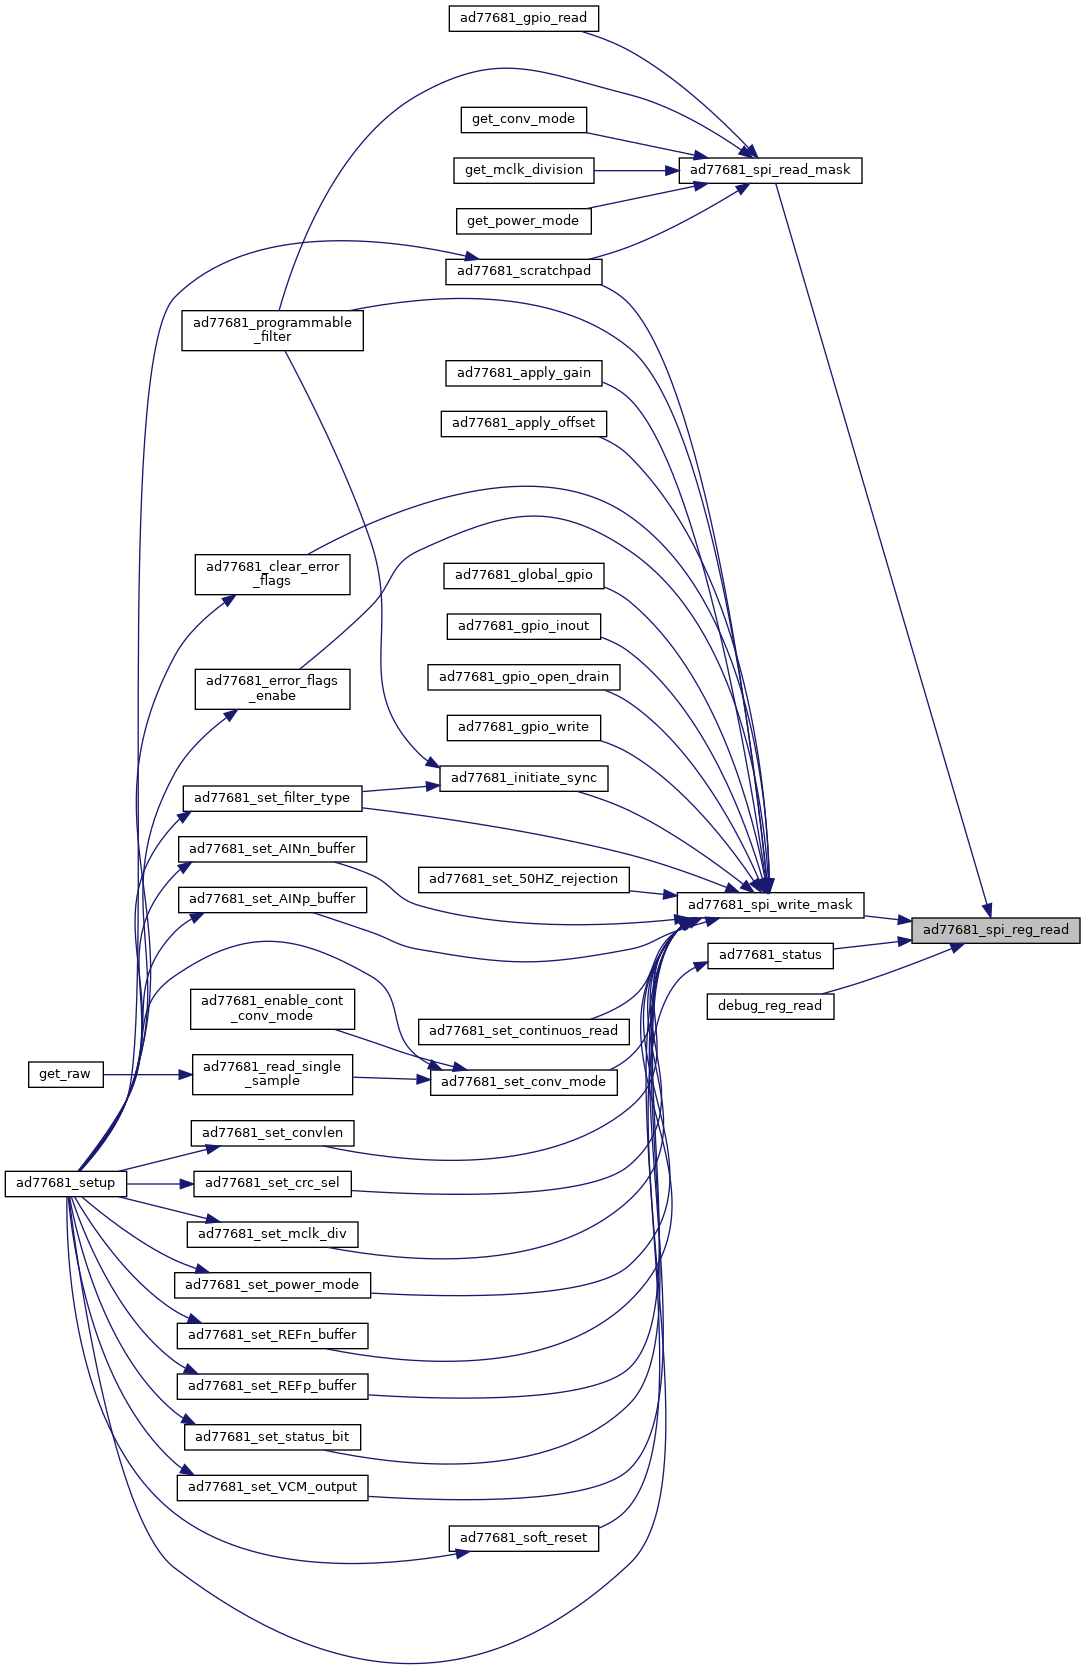 ad77681_gpio_read
get_conv_mode
get_mclk_division
ad77681_spi_read_mask
get_power_mode
ad77681_scratchpad
ad77681_programmable
_filter
ad77681_apply_gain
ad77681_apply_offset
ad77681_clear_error
_flags
ad77681_global_gpio
ad77681_gpio_inout
ad77681_gpio_open_drain
ad77681_error_flags
_enabe
ad77681_gpio_write
ad77681_initiate_sync
ad77681_set_filter_type
ad77681_set_AINn_buffer
ad77681_set_50HZ_rejection
ad77681_set_AINp_buffer
ad77681_spi_write_mask
ad77681_spi_reg_read
ad77681_status
debug_reg_read
ad77681_enable_cont
_conv_mode
ad77681_set_continuos_read
get_raw
ad77681_read_single
_sample
ad77681_set_conv_mode
ad77681_set_convlen
ad77681_setup
ad77681_set_crc_sel
ad77681_set_mclk_div
ad77681_set_power_mode
ad77681_set_REFn_buffer
ad77681_set_REFp_buffer
ad77681_set_status_bit
ad77681_set_VCM_output
ad77681_soft_reset